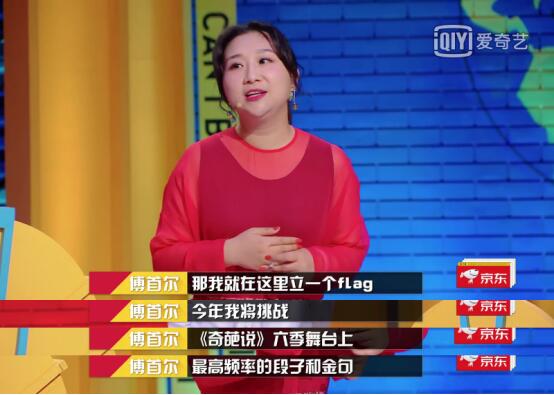 CANT B
iQIYI 爱奇艺
傅首尔 那我就在这里立一个flag
京东
傅首尔 今年我将挑战
京东
傅首尔 《奇葩说》六季舞台上
京东
傅首尔 最高频率的段子和金句
京东